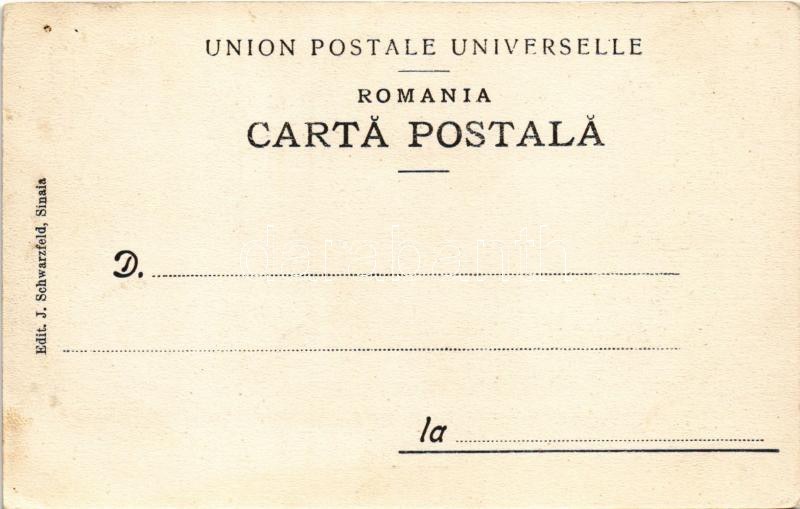 UNION POSTALE UNIVERSELLE
ROMANIA
CARTĂ POSTALĂ
Edit. J. Schwarzfeld, Sinaia
D.
la